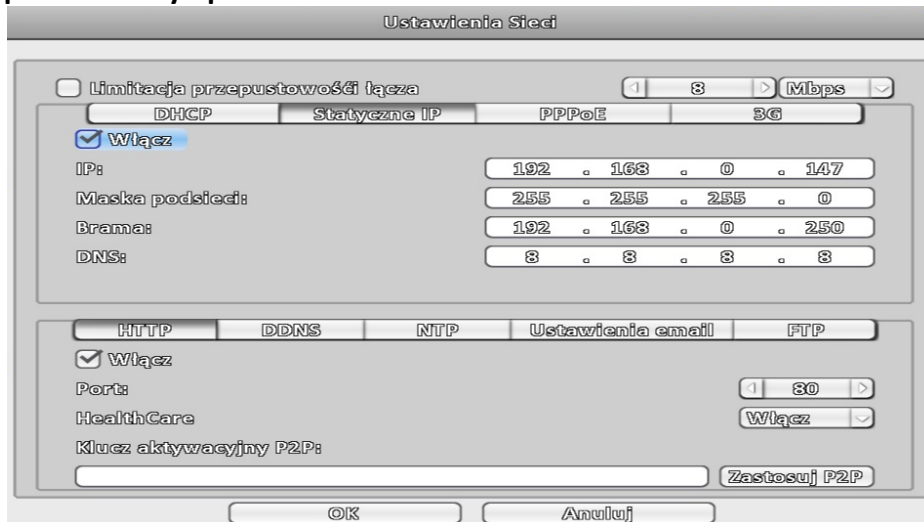 Ustawienia Sieci
Limitacja przepustowośći łącza 8 Mbps
DHCP Statyczne IP PPPoE 3G
Włącz
IP: 192 . 168 . 0 . 147
Maska podsieci: 255 . 255 . 255 . 0
Brama: 192 . 168 . 0 . 250
DNS: 8 . 8 . 8 . 8
HTTP DDNS NTP Ustawienia email FTP
Włącz
Port: 80
HealthCare Włącz
Klucz aktywacyjny P2P:
Zastosuj P2P
OK Anuluj